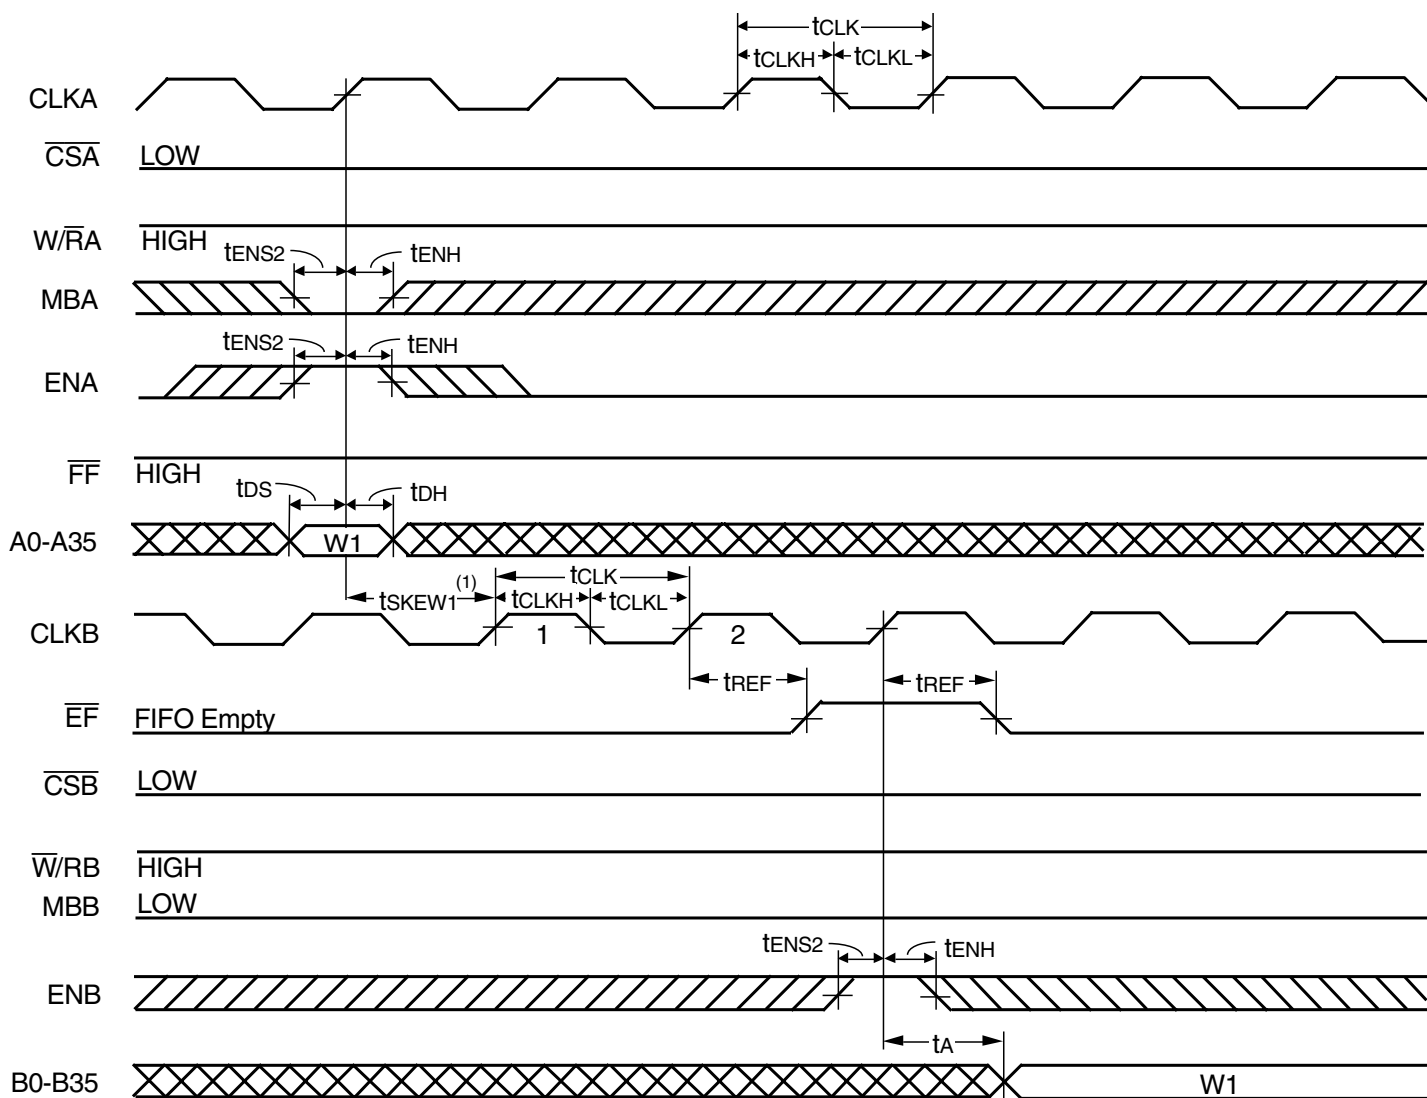 tCLK
tCLKH tCLKL
CLKA
CSA LOW
W/RA HIGH
tENS2 tENH
MBA
tENS2 tENH
ENA
FF HIGH
tDS tDH
A0-A35 W1
tSKEW1(1) tCLK
tCLKH tCLKL
CLKB 1 2
tREF tREF
EF FIFO Empty
CSB LOW
W/RB HIGH
MBB LOW
tENS2 tENH
ENB
tA
B0-B35 W1